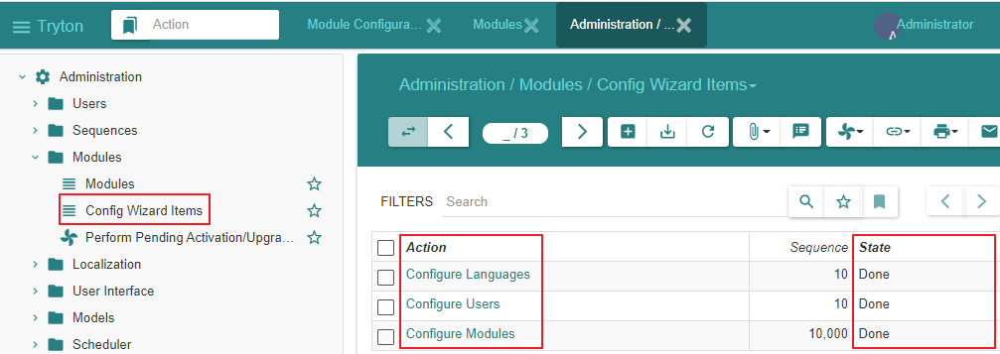 Tryton
Action
Module Configura...
Modules
Administration / ...
A
Administrator
Administration
Users
Sequences
Modules
Modules
Config Wizard Items
Perform Pending Activation/Upgra...
Localization
User Interface
Models
Scheduler
Administration / Modules / Config Wizard Items
_ / 3
FILTERS Search
Action Sequence State
Configure Languages 10 Done
Configure Users 10 Done
Configure Modules 10,000 Done